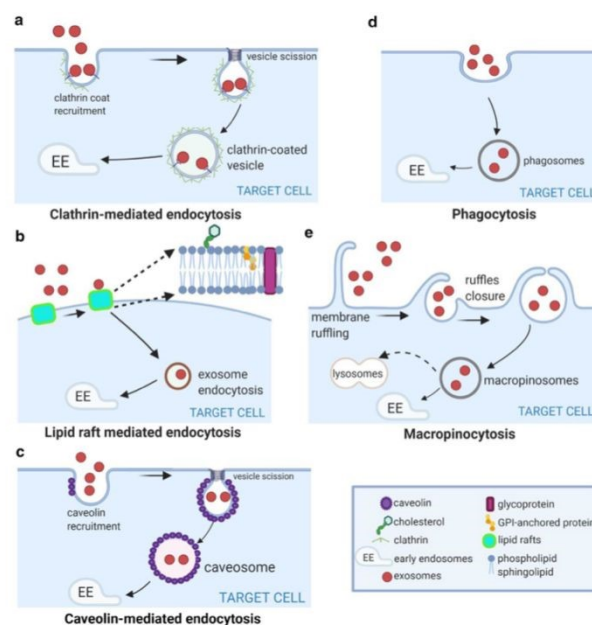 a
clathrin coat
recruitment
vesicle scission
clathrin-coated
vesicle
EE
TARGET CELL
Clathrin-mediated endocytosis
b
exosome
endocytosis
EE
TARGET CELL
Lipid raft mediated endocytosis
c
caveolin
recruitment
vesicle scission
caveosome
EE
TARGET CELL
Caveolin-mediated endocytosis
d
phagosomes
EE
TARGET CELL
Phagocytosis
e
membrane
ruffling
ruffles
closure
lysosomes
macropinosomes
EE
TARGET CELL
Macropinocytosis
caveolin
cholesterol
clathrin
EE early endosomes
exosomes
glycoprotein
GPI-anchored protein
lipid rafts
phospholipid
sphingolipid